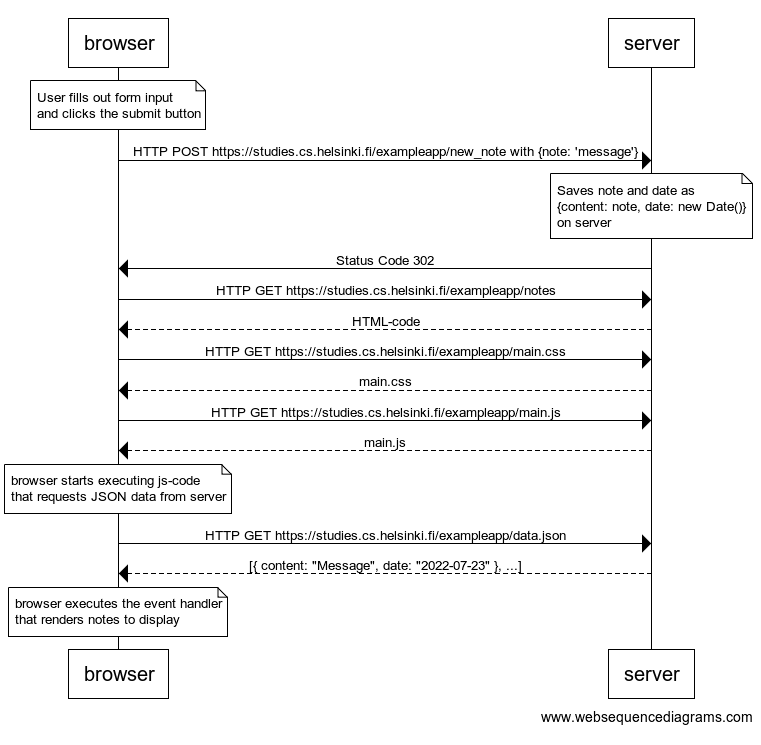 browser
server
User fills out form input
and clicks the submit button
HTTP POST https://studies.cs.helsinki.fi/exampleapp/new_note with {note: 'message'}
Saves note and date as
{content: note, date: new Date()}
on server
Status Code 302
HTTP GET https://studies.cs.helsinki.fi/exampleapp/notes
HTML-code
HTTP GET https://studies.cs.helsinki.fi/exampleapp/main.css
main.css
HTTP GET https://studies.cs.helsinki.fi/exampleapp/main.js
main.js
browser starts executing js-code
that requests JSON data from server
HTTP GET https://studies.cs.helsinki.fi/exampleapp/data.json
[{ content: "Message", date: "2022-07-23" }, ...]
browser executes the event handler
that renders notes to display
browser
server
www.websequencediagrams.com